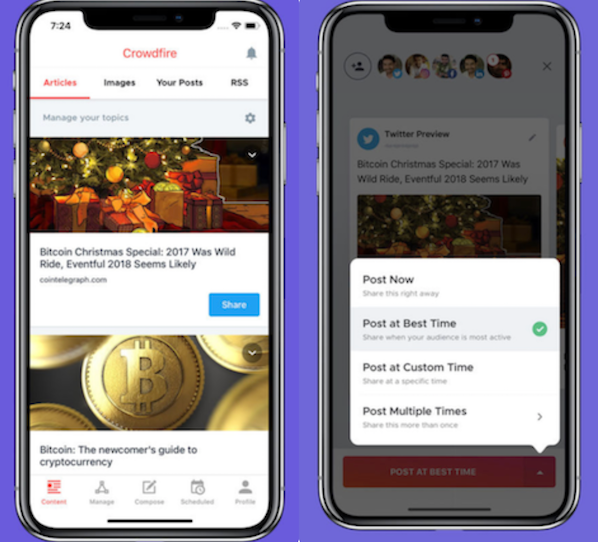 7:24
Crowdfire
Articles Images Your Posts RSS
Manage your topics
Bitcoin Christmas Special: 2017 Was Wild
Ride, Eventful 2018 Seems Likely
cointelegraph.com
Share
Bitcoin: The newcomer's guide to
cryptocurrency
Content Manage Compose Scheduled Profile
Twitter Preview
Bitcoin Christmas Special: 2017 Was
Wild Ride, Eventful 2018 Seems Likely
Post Now
Share this right away
Post at Best Time
Share when your audience is most active
Post at Custom Time
Share at a specific time
Post Multiple Times
Share this more than once
POST AT BEST TIME